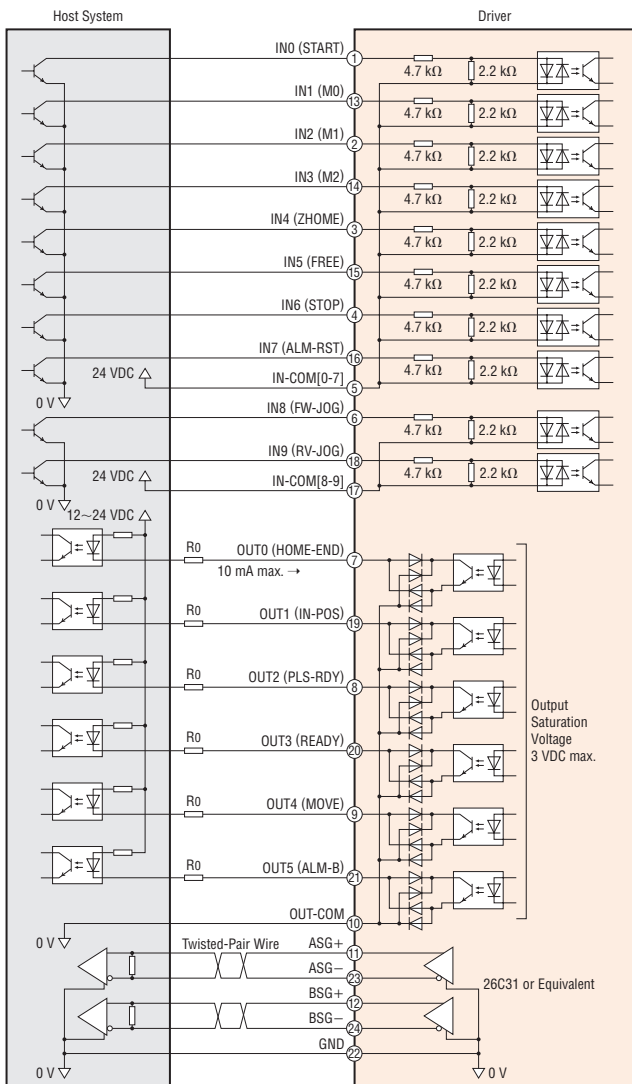 Host System
Driver
IN0 (START)
1
4.7 kΩ
2.2 kΩ
IN1 (M0)
13
4.7 kΩ
2.2 kΩ
IN2 (M1)
2
4.7 kΩ
2.2 kΩ
IN3 (M2)
14
4.7 kΩ
2.2 kΩ
IN4 (ZHOME)
3
4.7 kΩ
2.2 kΩ
IN5 (FREE)
15
4.7 kΩ
2.2 kΩ
IN6 (STOP)
4
4.7 kΩ
2.2 kΩ
IN7 (ALM-RST)
16
4.7 kΩ
2.2 kΩ
24 VDC
IN-COM[0-7]
5
0 V
IN8 (FW-JOG)
6
4.7 kΩ
2.2 kΩ
IN9 (RV-JOG)
18
4.7 kΩ
2.2 kΩ
24 VDC
IN-COM[8-9]
17
0 V
12~24 VDC
R0
OUT0 (HOME-END)
7
10 mA max. →
R0
OUT1 (IN-POS)
19
R0
OUT2 (PLS-RDY)
8
R0
OUT3 (READY)
20
R0
OUT4 (MOVE)
9
R0
OUT5 (ALM-B)
21
Output
Saturation
Voltage
3 VDC max.
OUT-COM
10
0 V
Twisted-Pair Wire
ASG+
11
ASG−
23
26C31 or Equivalent
BSG+
12
BSG−
24
GND
22
0 V
0 V